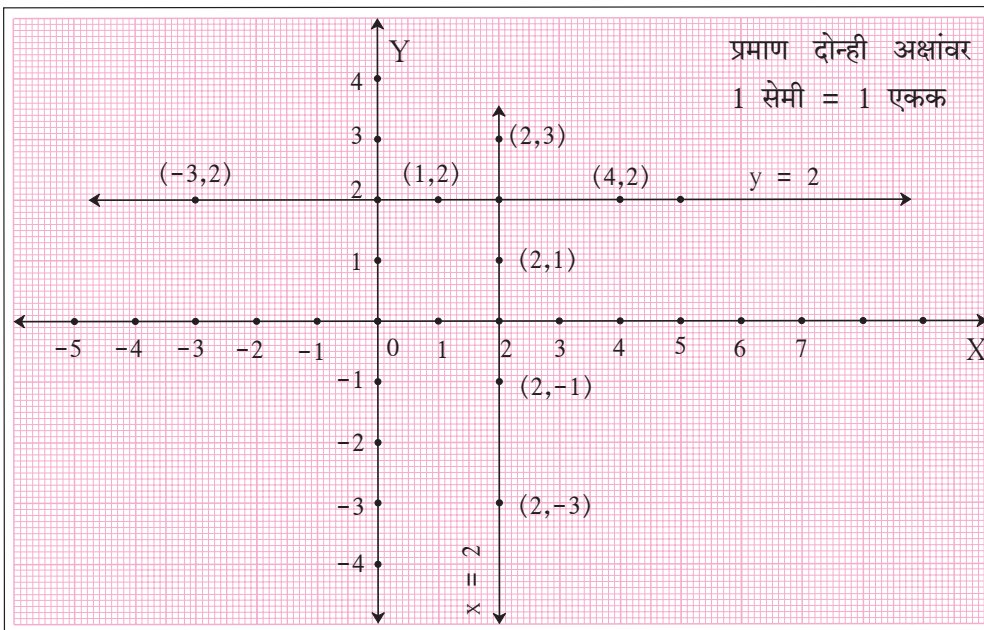 प्रमाण दोन्ही अक्षांवर
1 सेमी = 1 एकक
Y
4
3
(2,3)
(-3,2)
(1,2)
(4,2)
y = 2
2
1
(2,1)
-5 -4 -3 -2 -1 0 1 2 3 4 5 6 7 X
-1
(2,-1)
-2
-3
(2,-3)
-4
x = 2